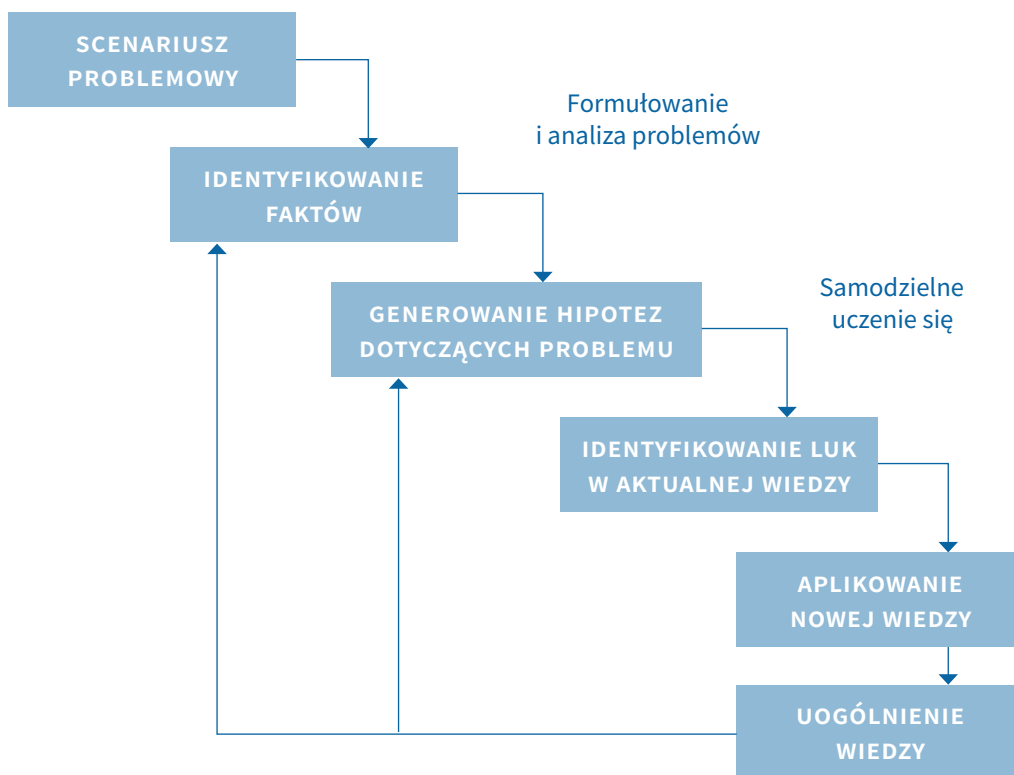 SCENARIUSZ
PROBLEMOWY
Formułowanie
i analiza problemów
IDENTYFIKOWANIE
FAKTÓW
Samodzielne
uczenie się
GENEROWANIE HIPOTEZ
DOTYCZĄCYCH PROBLEMU
IDENTYFIKOWANIE LUK
W AKTUALNEJ WIEDZY
APLIKOWANIE
NOWEJ WIEDZY
UOGÓLNIENIE
WIEDZY